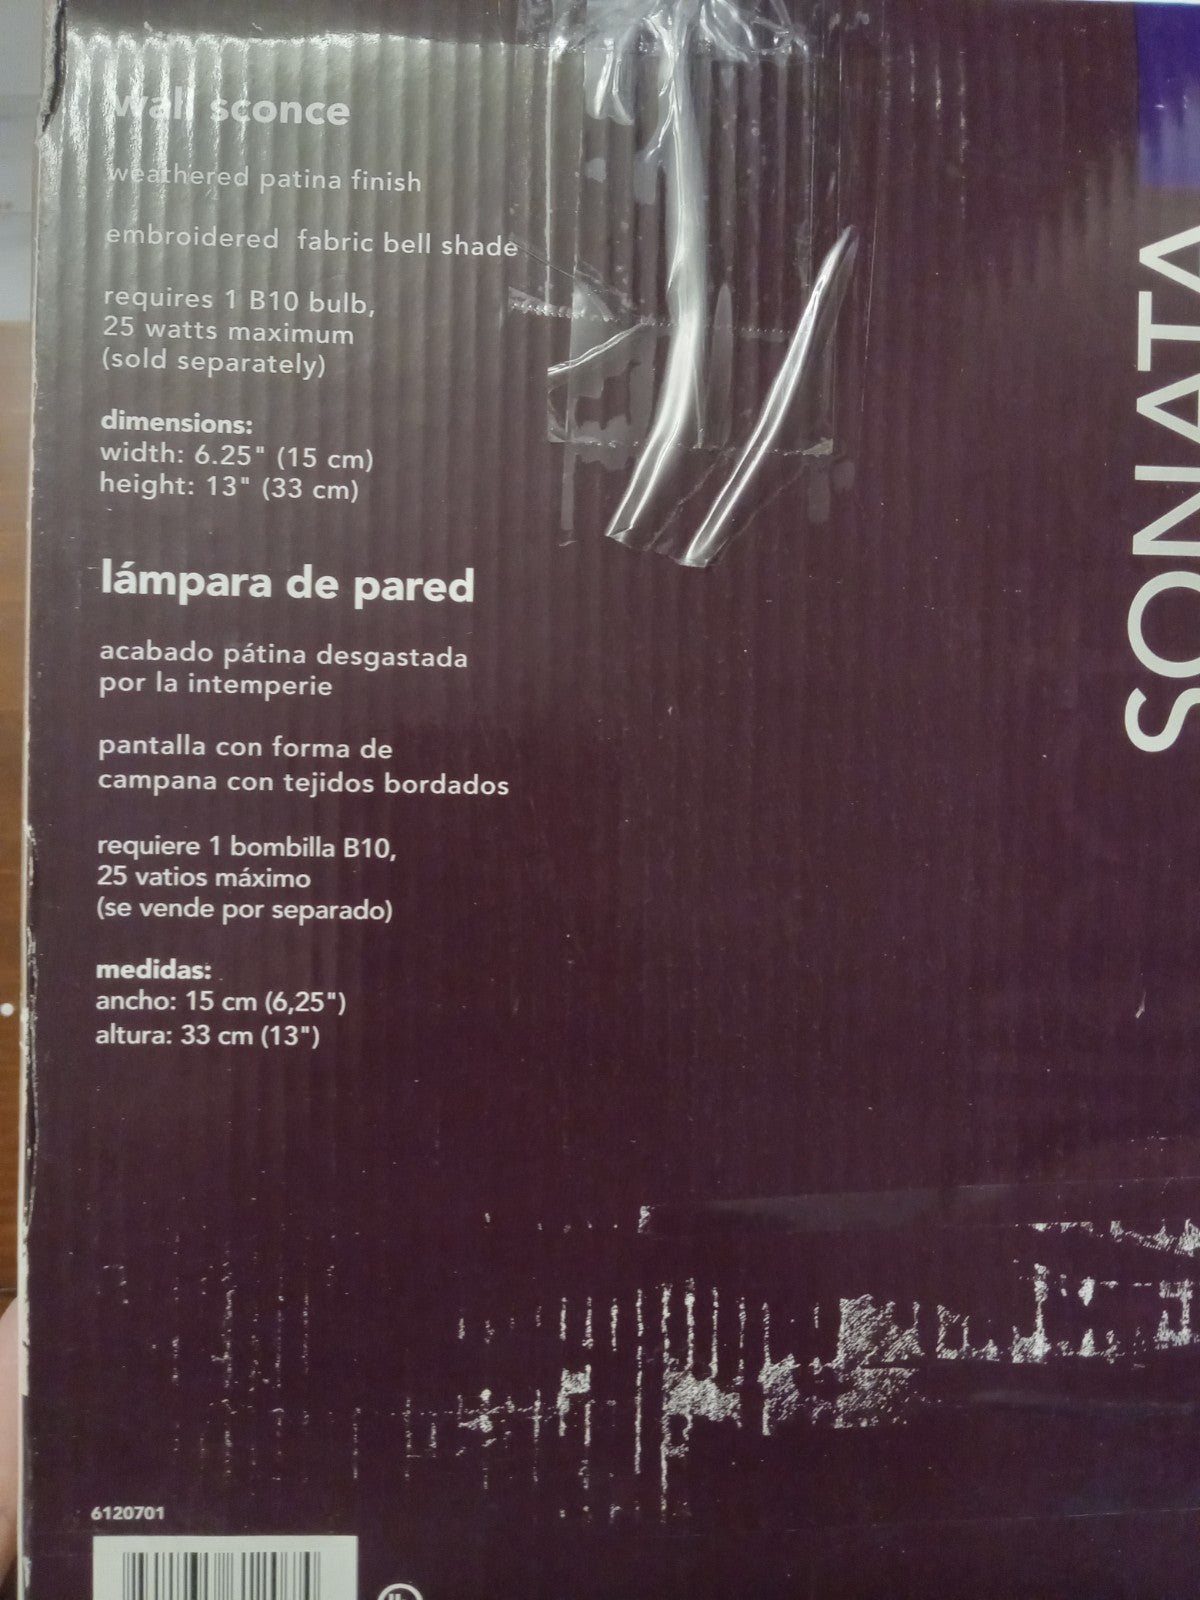 wall sconce
weathered patina finish
embroidered fabric bell shade
requires 1 B10 bulb,
25 watts maximum
(sold separately)
dimensions:
width: 6.25" (15 cm)
height: 13" (33 cm)
lámpara de pared
acabado pátina desgastada
por la intemperie
pantalla con forma de
campana con tejidos bordados
requiere 1 bombilla B10,
25 vatios máximo
(se vende por separado)
medidas:
ancho: 15 cm (6,25")
altura: 33 cm (13")
6120701
SONATA